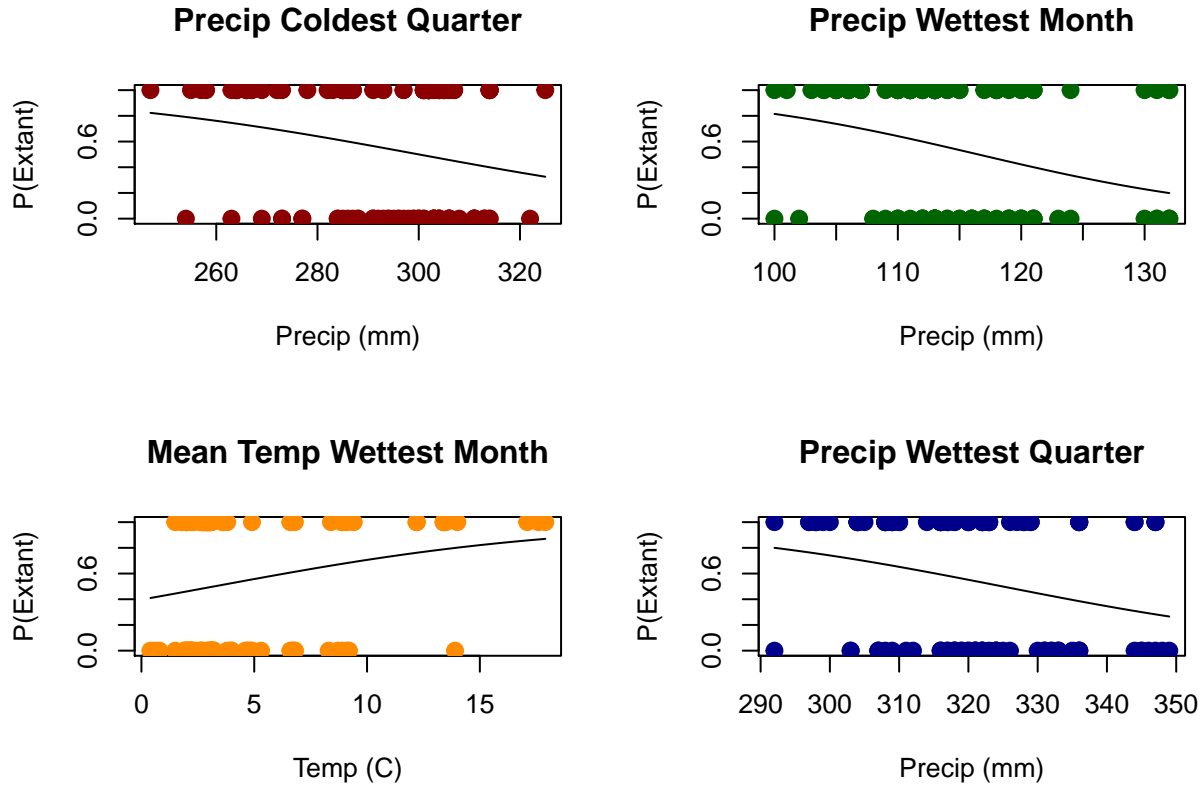 Precip Coldest Quarter
P(Extant)
0.0 0.6
260 280 300 320
Precip (mm)
Precip Wettest Month
P(Extant)
0.0 0.6
100 110 120 130
Precip (mm)
Mean Temp Wettest Month
P(Extant)
0.0 0.6
0 5 10 15
Temp (C)
Precip Wettest Quarter
P(Extant)
0.0 0.6
290 300 310 320 330 340 350
Precip (mm)